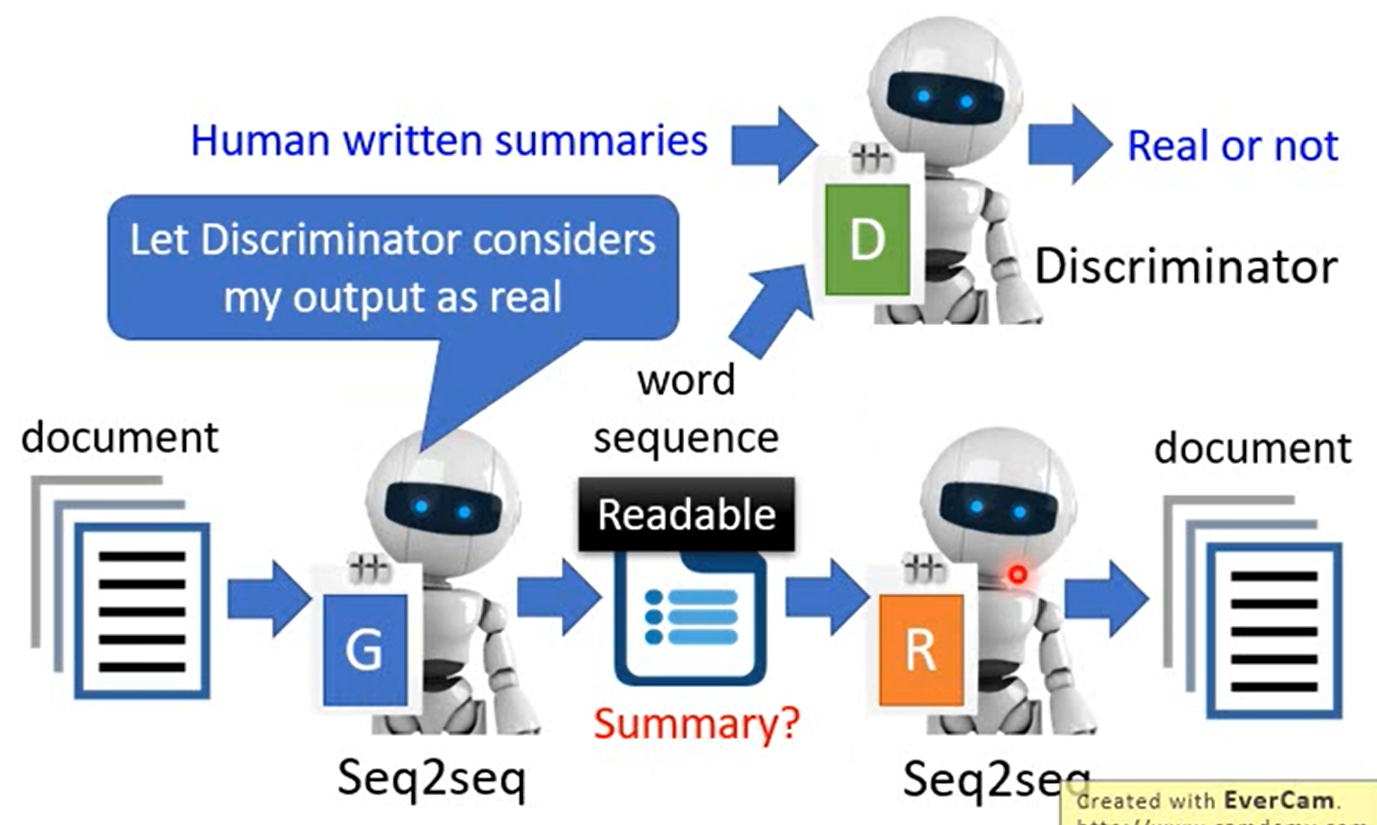 Human written summaries
Real or not
D
Let Discriminator considers
my output as real
Discriminator
word
sequence
document
document
Readable
G
R
Summary?
Seq2seq
Seq2seq
Created with EverCam.